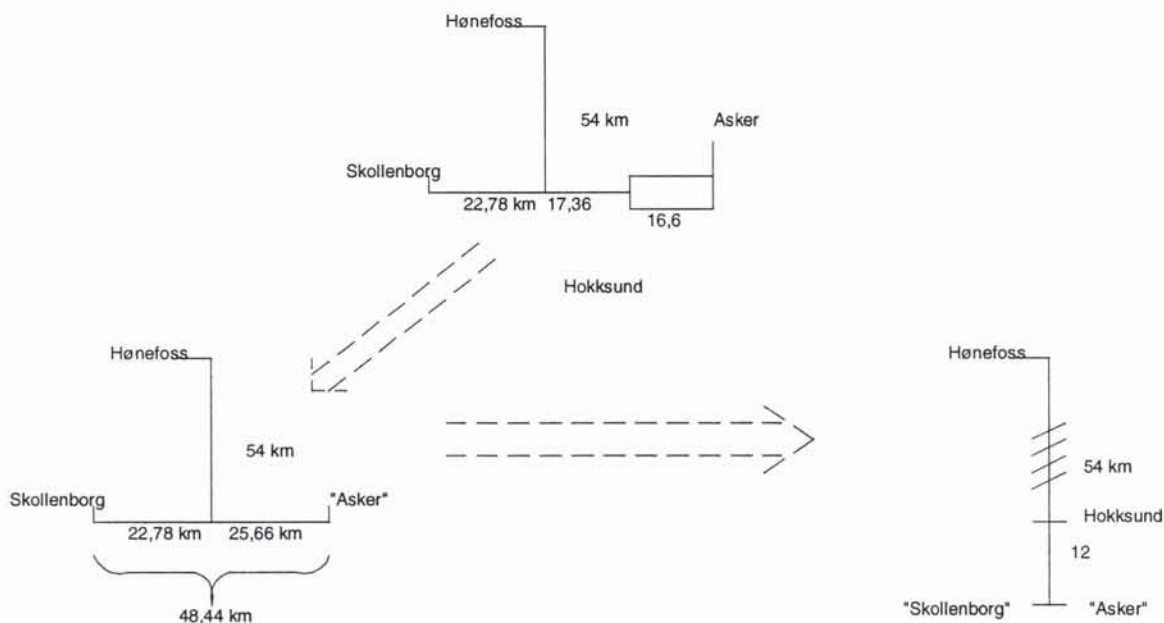 Hønefoss
54 km
Asker
Skollenborg
22,78 km 17,36
16,6
Hokksund
Hønefoss
54 km
Skollenborg
"Asker"
22,78 km
25,66 km
48,44 km
Hønefoss
54 km
Hokksund
12
"Skollenborg"
"Asker"